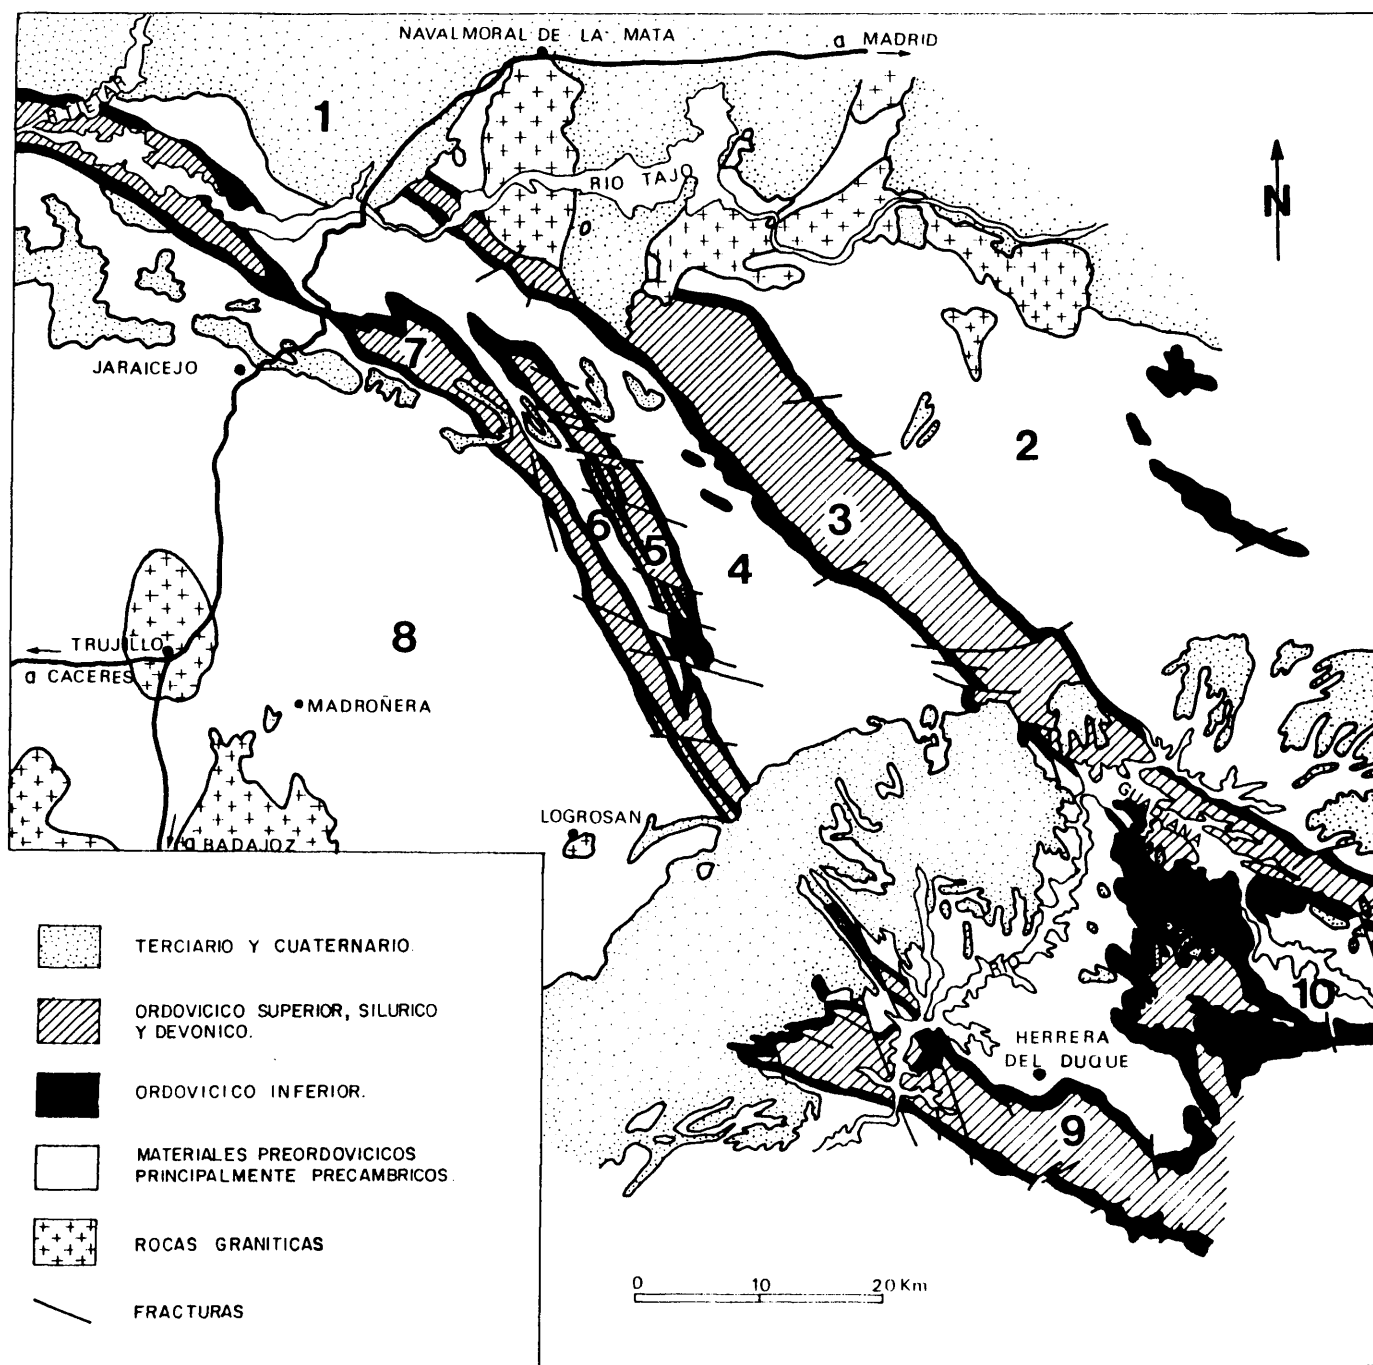 NAVALMORAL DE LA MATA
a MADRID
R. TIETAR
1
RIO TAJO
N
JARAICEJO
7
2
3
6
5
4
8
TRUJILLO
a CACERES
MADROÑERA
GUADIANA
LOGROSAN
a BADAJOZ
RIO
10
HERRERA
DEL DUQUE
9
TERCIARIO Y CUATERNARIO.
ORDOVICICO SUPERIOR, SILURICO
Y DEVONICO.
ORDOVICICO INFERIOR.
MATERIALES PREORDOVICICOS
PRINCIPALMENTE PRECAMBRICOS.
ROCAS GRANITICAS
FRACTURAS
0 10 20 Km